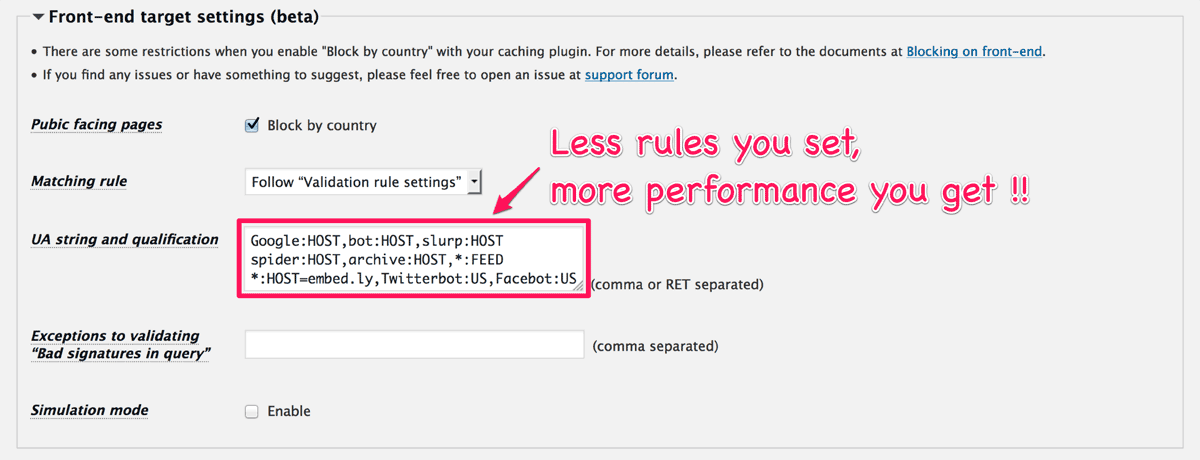 Front-end target settings (beta)
• There are some restrictions when you enable "Block by country" with your caching plugin. For more details, please refer to the documents at Blocking on front-end.
• If you find any issues or have something to suggest, please feel free to open an issue at support forum.
Pubic facing pages
Block by country
Less rules you set,
more performance you get !!
Matching rule
Follow “Validation rule settings”
UA string and qualification
Google:HOST,bot:HOST,slurp:HOST
spider:HOST,archive:HOST,*:FEED
*:HOST=embed.ly,Twitterbot:US,Facebot:US
(comma or RET separated)
Exceptions to validating
“Bad signatures in query”
(comma separated)
Simulation mode
Enable